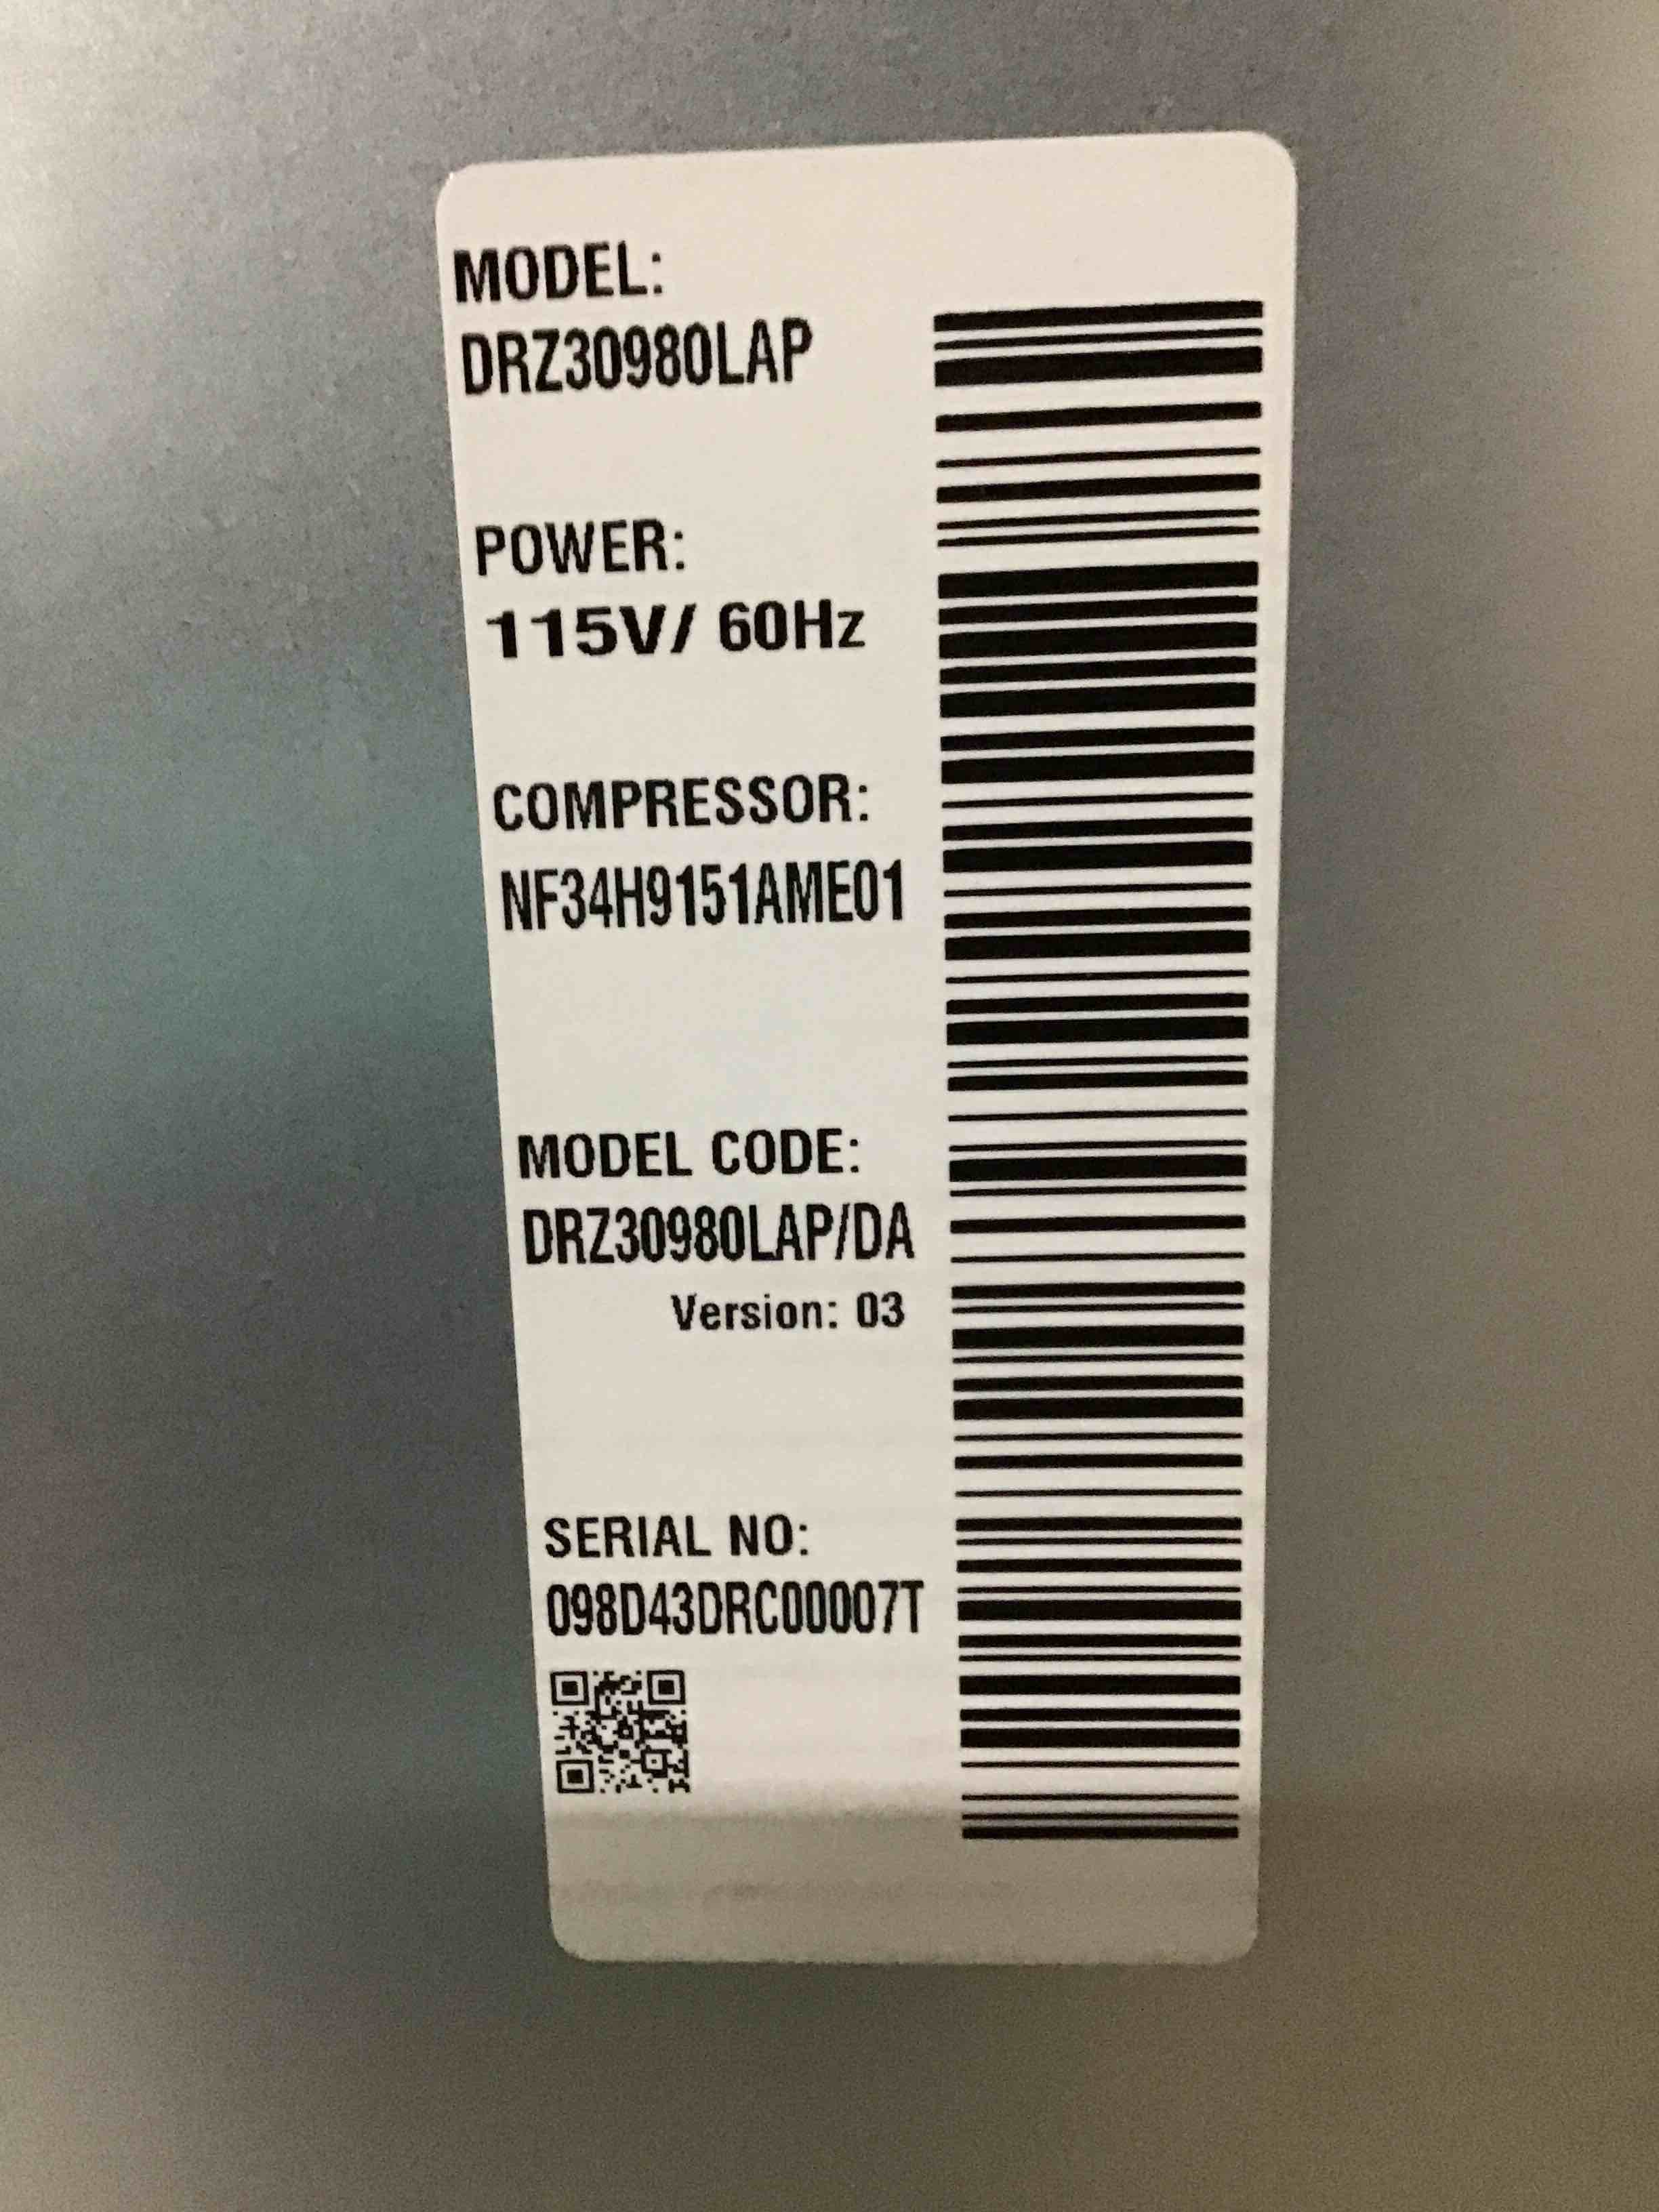 MODEL:
DRZ30980LAP
POWER:
115V/ 60Hz
COMPRESSOR:
NF34H9151AME01
MODEL CODE:
DRZ30980LAP/DA
Version: 03
SERIAL NO:
098D43DRC00007T